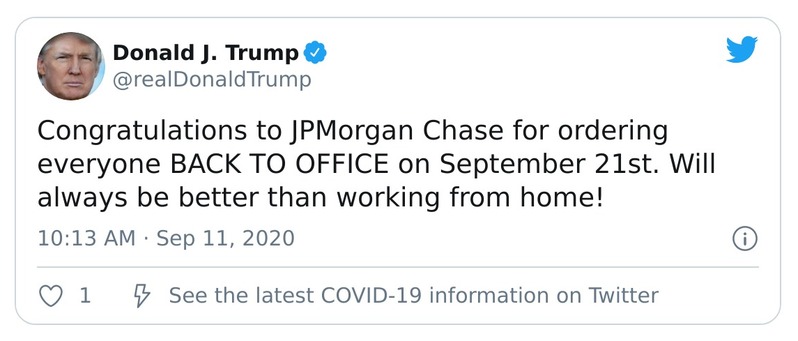 Donald J. Trump
@realDonaldTrump
Congratulations to JPMorgan Chase for ordering
everyone BACK TO OFFICE on September 21st. Will
always be better than working from home!
10:13 AM · Sep 11, 2020
1 See the latest COVID-19 information on Twitter